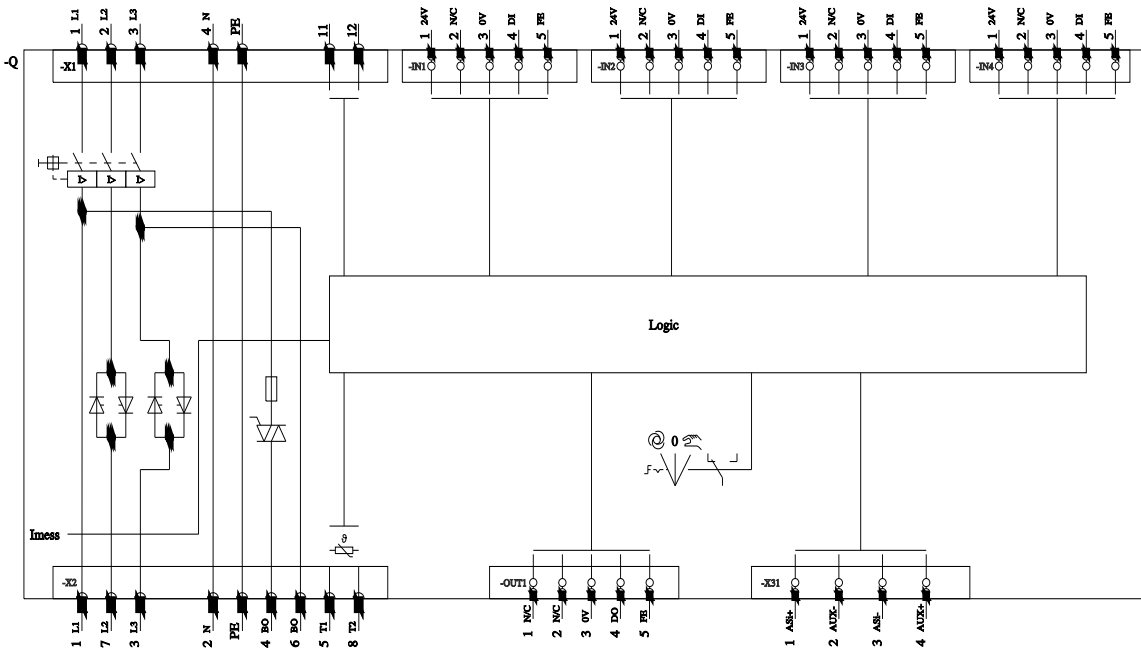 1 L1
2 L2
3 L3
4 N
PE
11
12
1 24V
2 N/C
3 0V
4 DI
5 FE
1 24V
2 N/C
3 0V
4 DI
5 FE
1 24V
2 N/C
3 0V
4 DI
5 FE
1 24V
2 N/C
3 0V
4 DI
5 FE
-Q
-X1
-IN1
-IN2
-IN3
-IN4
Logic
0
Imess
ϑ
-X2
-OUT1
-X31
1 L1
7 L2
3 L3
2 N
PE
4 BO
6 BO
5 T1
8 T2
1 N/C
2 N/C
3 0V
4 DO
5 FE
1 ASi+
2 AUX-
3 ASi-
4 AUX+